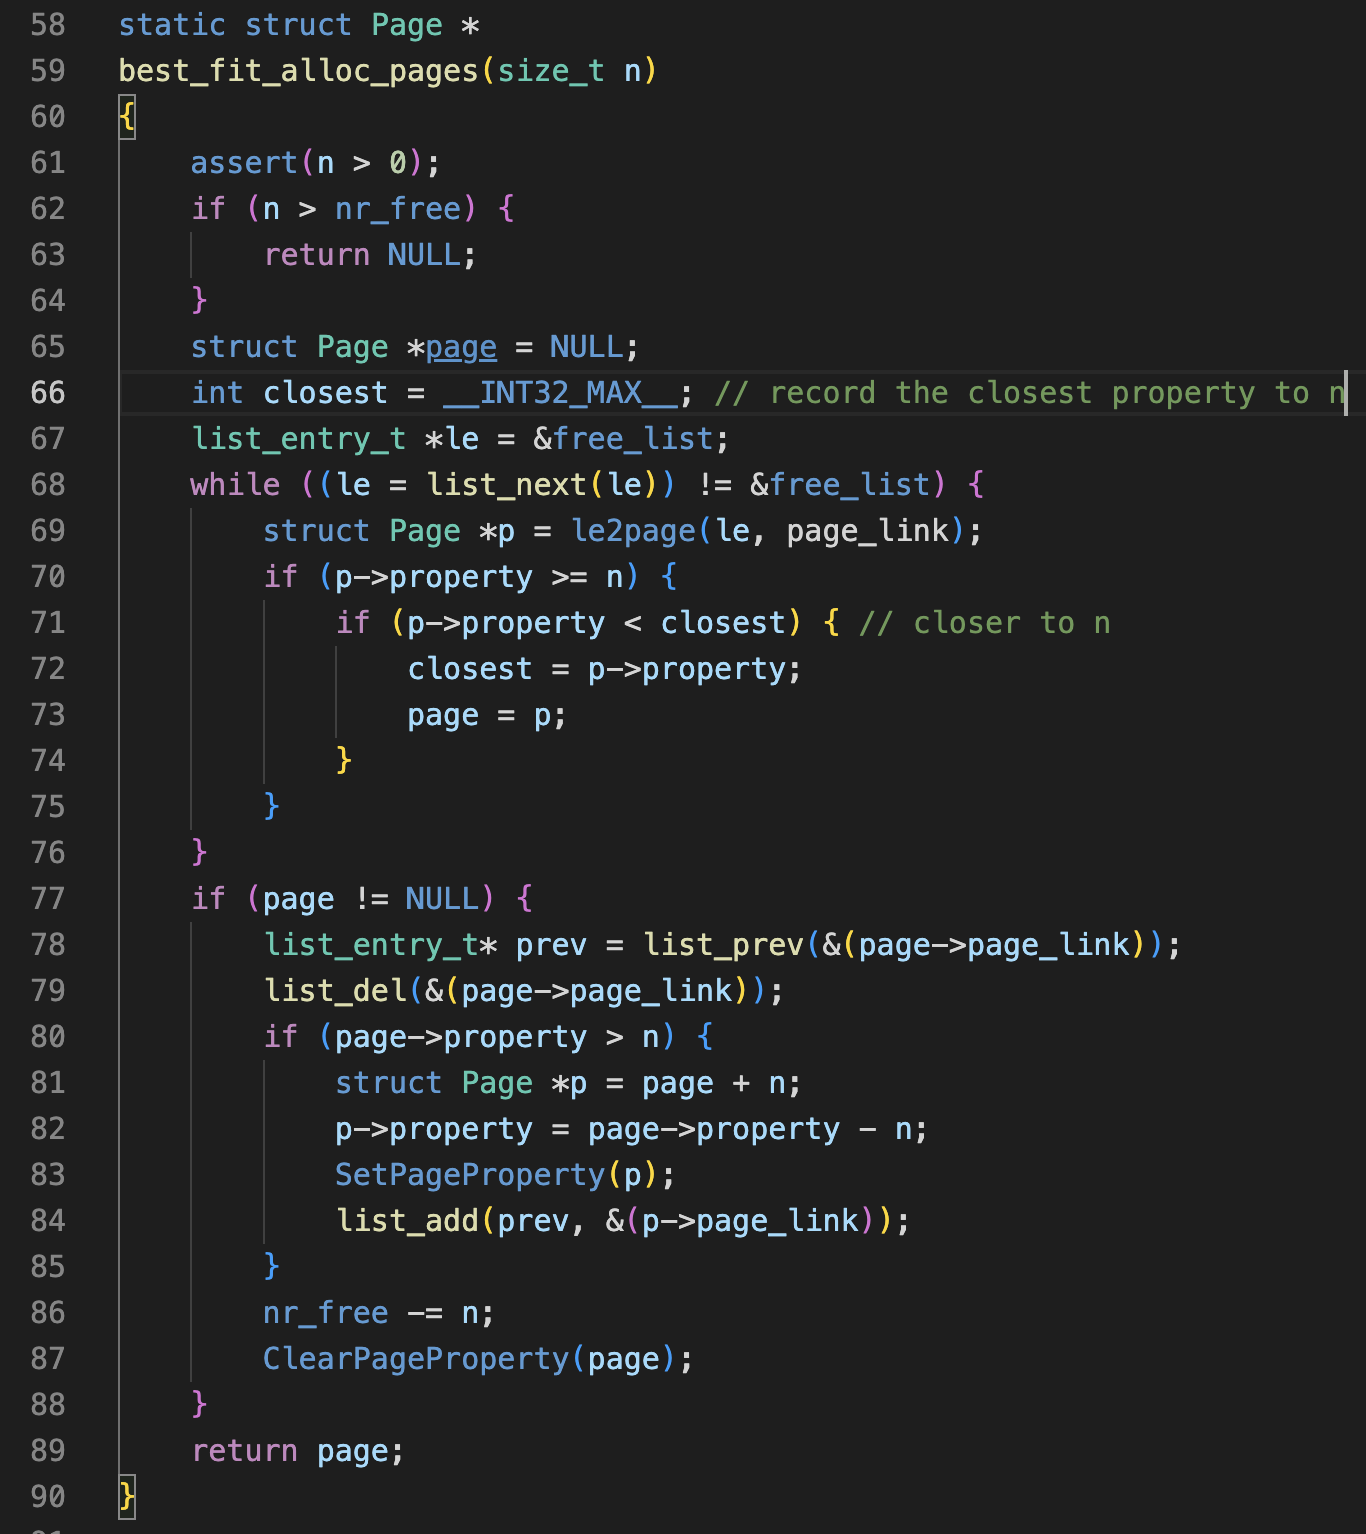 58 static struct Page *
59 best_fit_alloc_pages(size_t n)
60 {
61     assert(n > 0);
62     if (n > nr_free) {
63         return NULL;
64     }
65     struct Page *page = NULL;
66     int closest = __INT32_MAX__; // record the closest property to n
67     list_entry_t *le = &free_list;
68     while ((le = list_next(le)) != &free_list) {
69         struct Page *p = le2page(le, page_link);
70         if (p->property >= n) {
71             if (p->property < closest) { // closer to n
72                 closest = p->property;
73                 page = p;
74             }
75         }
76     }
77     if (page != NULL) {
78         list_entry_t* prev = list_prev(&(page->page_link));
79         list_del(&(page->page_link));
80         if (page->property > n) {
81             struct Page *p = page + n;
82             p->property = page->property - n;
83             SetPageProperty(p);
84             list_add(prev, &(p->page_link));
85         }
86         nr_free -= n;
87         ClearPageProperty(page);
88     }
89     return page;
90 }